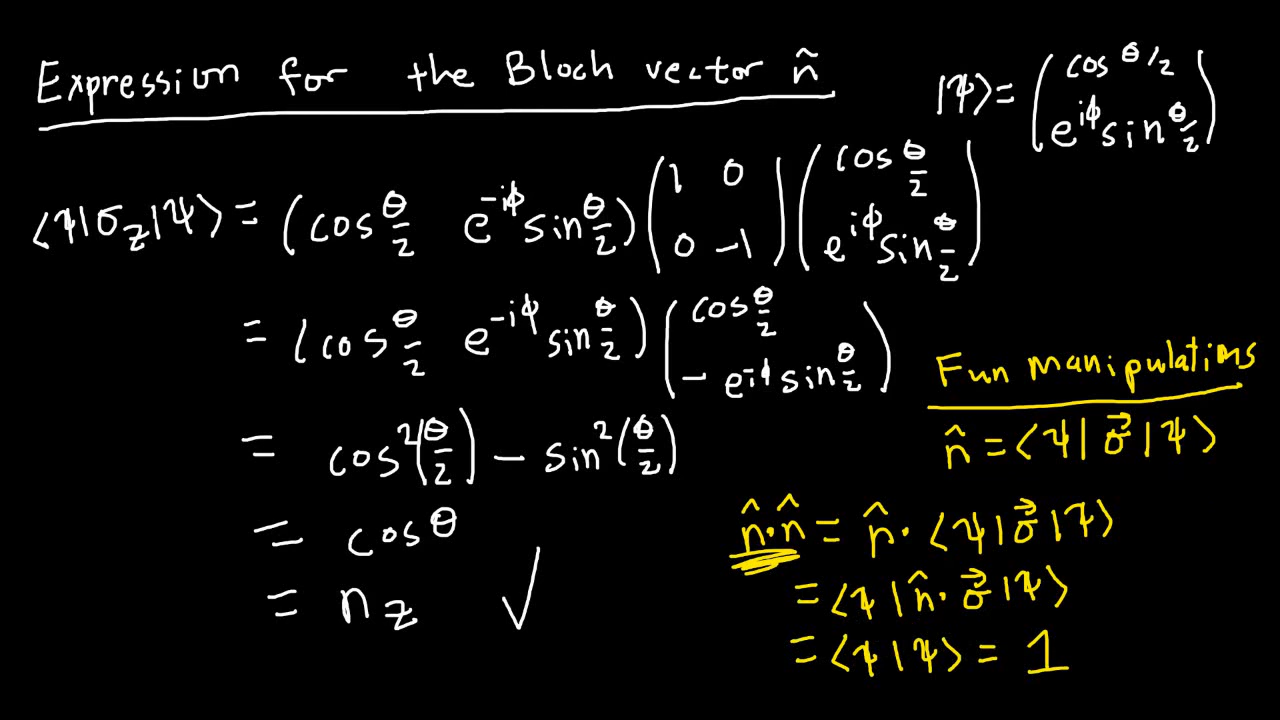 Expression for the Bloch vector n̂
|ψ⟩ = (cos θ/2
e^{iφ} sin θ/2)
⟨ψ|σ_z|ψ⟩ = (cos θ/2  e^{-iφ} sin θ/2) (1 0
0 -1) (cos θ/2
e^{iφ} sin θ/2)
= (cos θ/2  e^{-iφ} sin θ/2) (cos θ/2
- e^{iφ} sin θ/2)
= cos²(θ/2) - sin²(θ/2)
= cos θ
= n_z ✓
Fun manipulations
n̂ = ⟨ψ|σ⃗|ψ⟩
n̂·n̂ = n̂·⟨ψ|σ⃗|ψ⟩
= ⟨ψ|n̂·σ⃗|ψ⟩
= ⟨ψ|ψ⟩ = 1